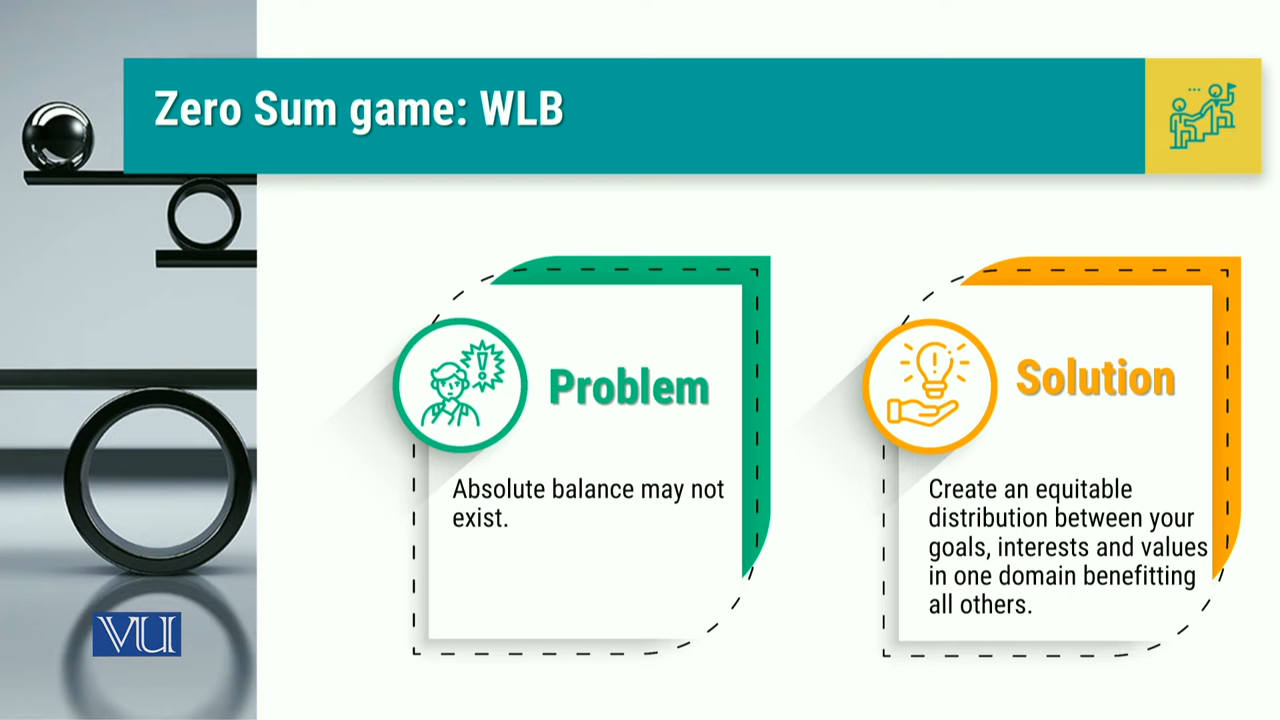 Zero Sum game: WLB
Problem
Absolute balance may not
exist.
Solution
Create an equitable
distribution between your
goals, interests and values
in one domain benefitting
all others.
VU